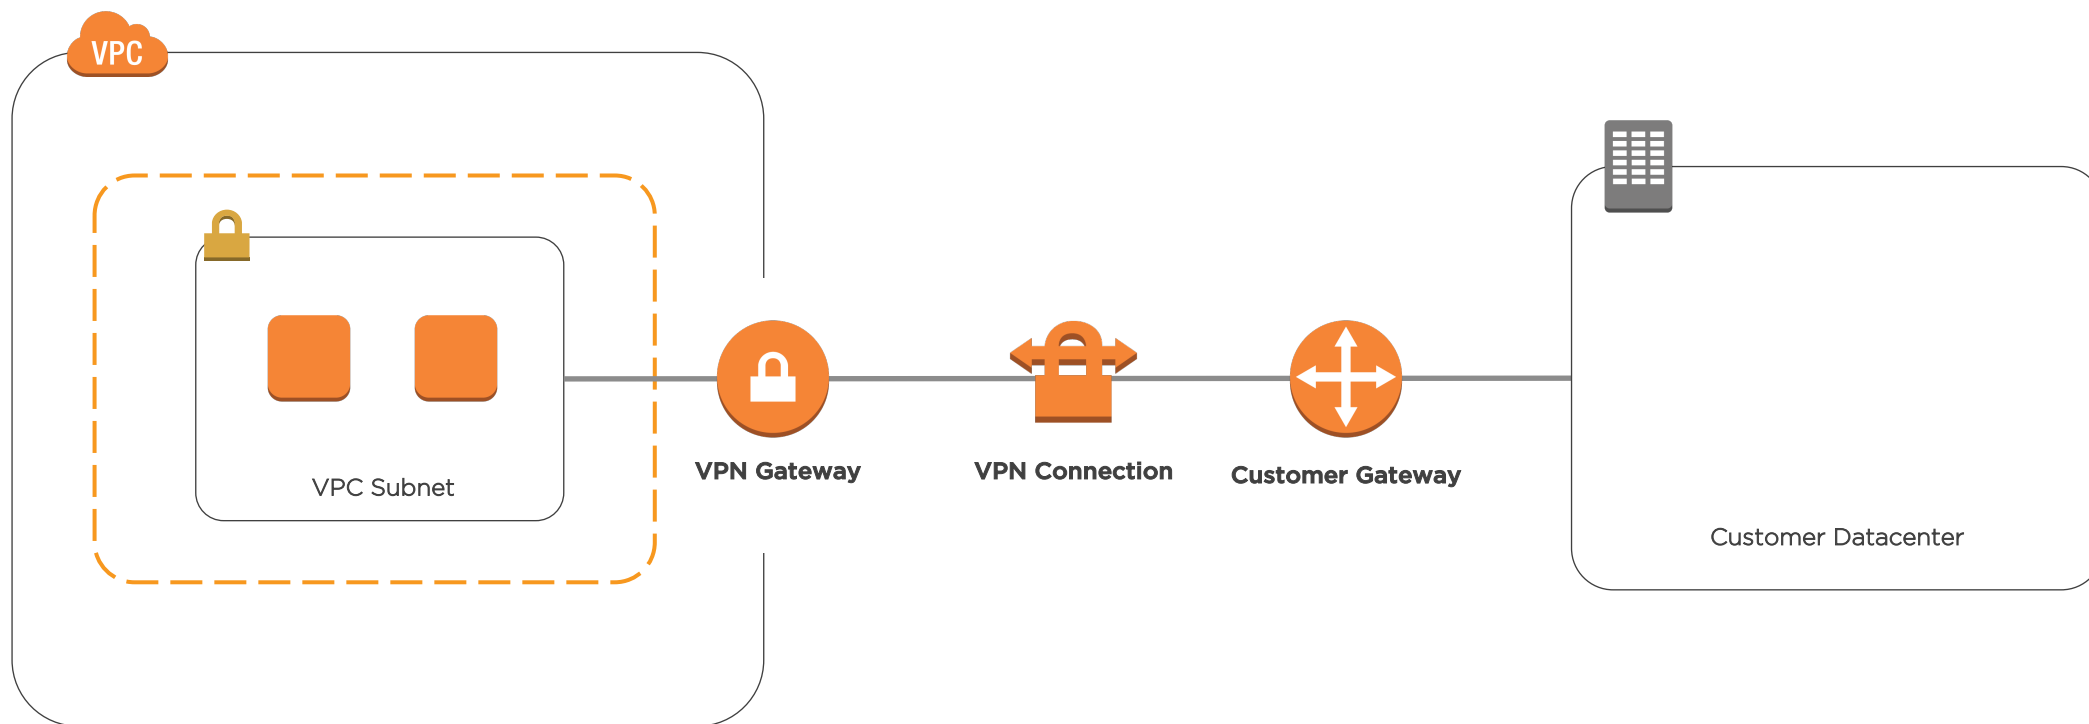 VPC
VPC Subnet
VPN Gateway
VPN Connection
Customer Gateway
Customer Datacenter